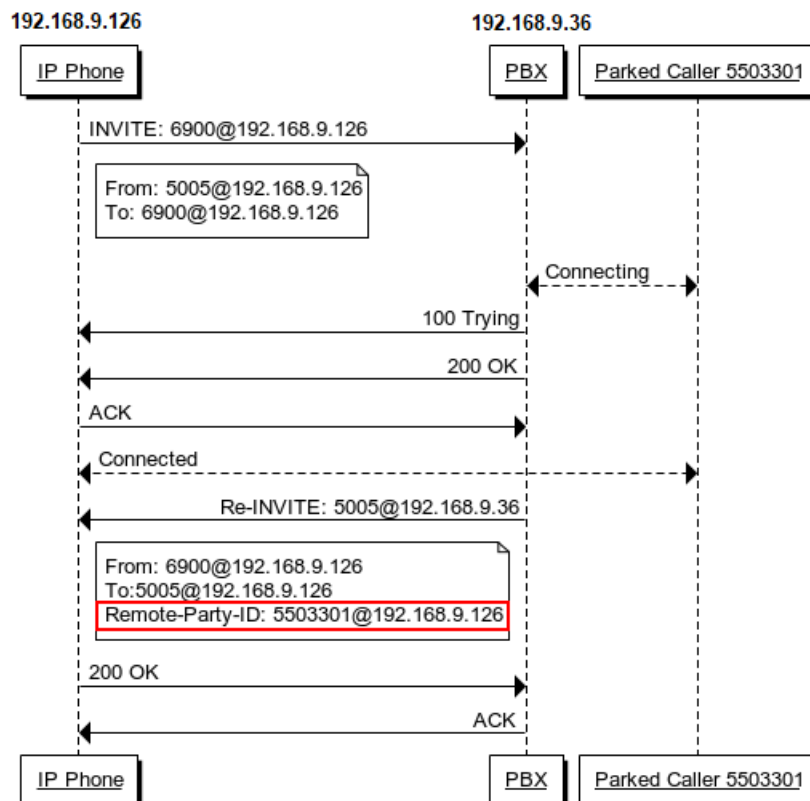 192.168.9.126
192.168.9.36
IP Phone
PBX
Parked Caller 5503301
INVITE: 6900@192.168.9.126
From: 5005@192.168.9.126
To: 6900@192.168.9.126
Connecting
100 Trying
200 OK
ACK
Connected
Re-INVITE: 5005@192.168.9.36
From: 6900@192.168.9.126
To:5005@192.168.9.126
Remote-Party-ID: 5503301@192.168.9.126
200 OK
ACK
IP Phone
PBX
Parked Caller 5503301